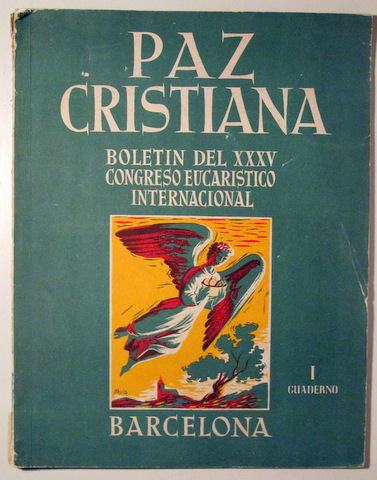 PAZ
CRISTIANA
BOLETIN DEL XXXV
CONGRESO EUCARISTICO
INTERNACIONAL
I
CUADERNO
BARCELONA